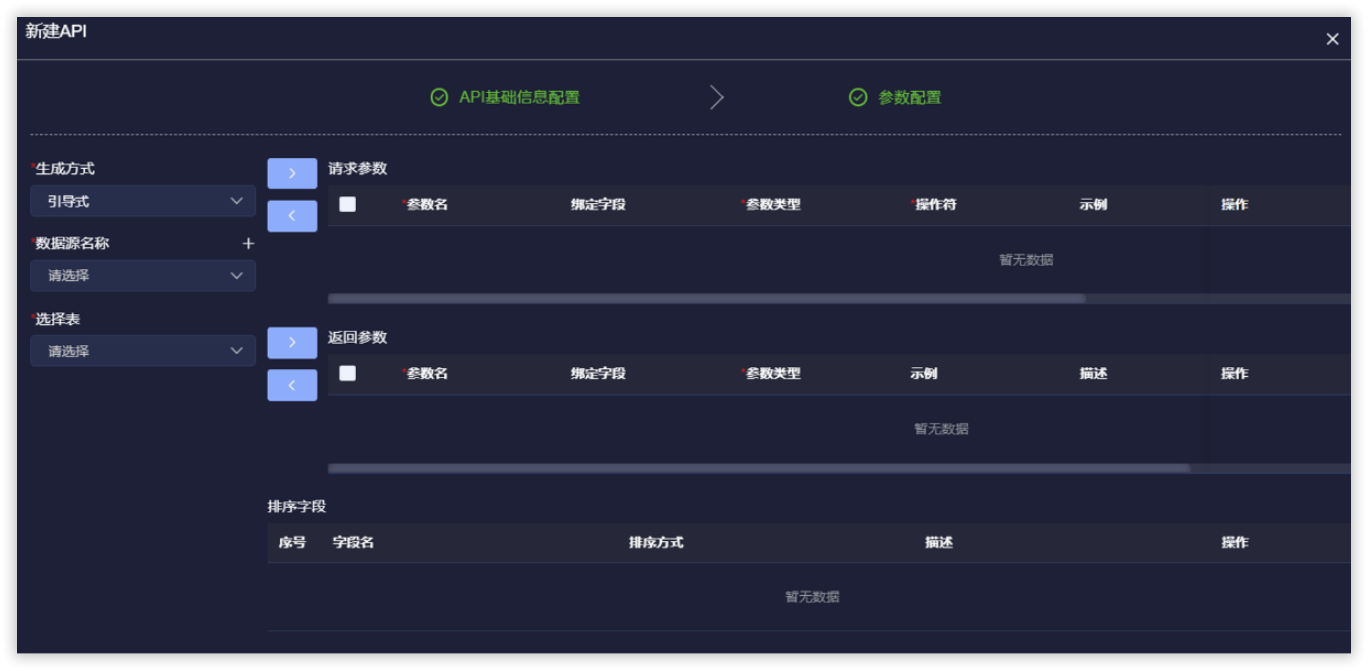 新建API
API基础信息配置
参数配置
*生成方式
引导式
*数据源名称
请选择
*选择表
请选择
请求参数
*参数名 绑定字段 *参数类型 *操作符 示例 操作
暂无数据
返回参数
*参数名 绑定字段 *参数类型 示例 描述 操作
暂无数据
排序字段
序号 字段名 排序方式 描述 操作
暂无数据